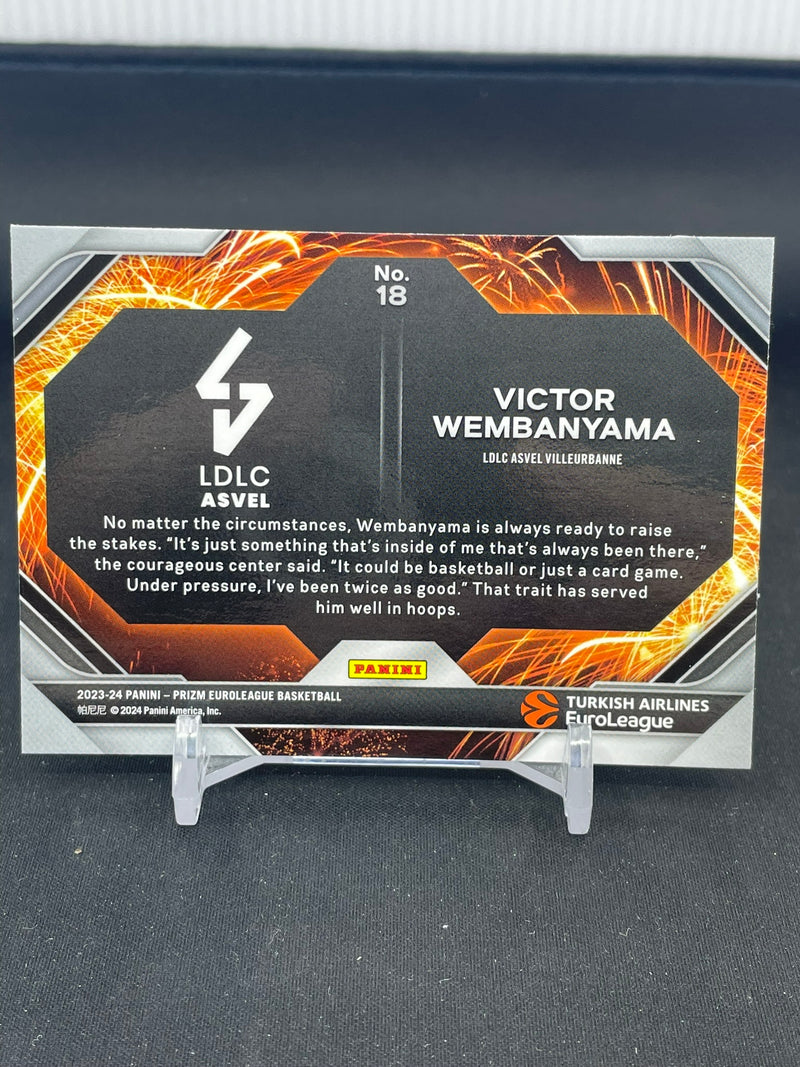 No.
18
LDLC
ASVEL
VICTOR
WEMBANYAMA
LDLC ASVEL VILLEURBANNE
No matter the circumstances, Wembanyama is always ready to raise
the stakes. "It's just something that's inside of me that's always been there,"
the courageous center said. "It could be basketball or just a card game.
Under pressure, I've been twice as good." That trait has served
him well in hoops.
PANINI
2023-24 PANINI – PRIZM EUROLEAGUE BASKETBALL
帕尼尼 © 2024 Panini America, Inc.
TURKISH AIRLINES
EuroLeague